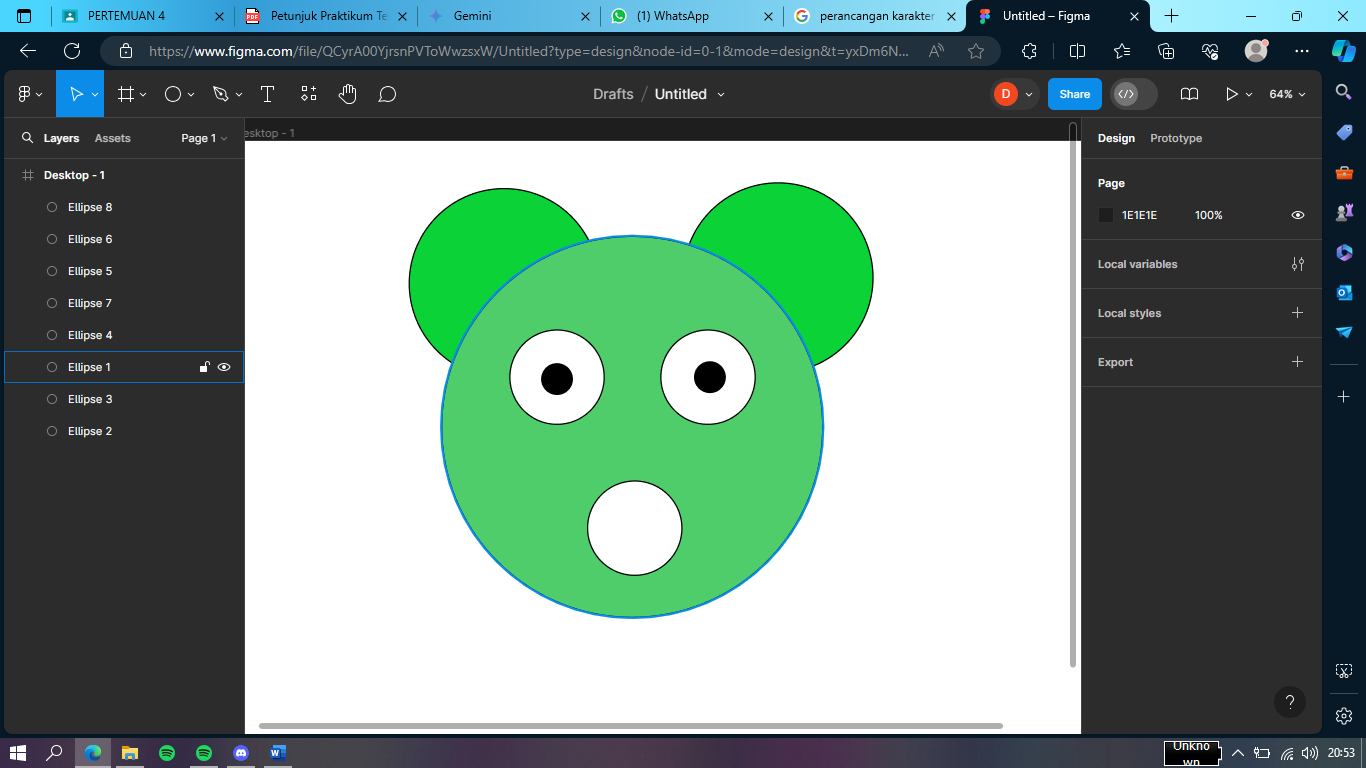 PERTEMUAN 4
PDF
Petunjuk Praktikum Te
Gemini
(1) WhatsApp
perancangan karakter
Untitled – Figma
https://www.figma.com/file/QCyrA00YjrsnPVToWwzsxW/Untitled?type=design&node-id=0-1&mode=design&t=yxDm6N...
Drafts / Untitled
D
Share
64%
Layers Assets Page 1
Desktop - 1
Ellipse 8
Ellipse 6
Ellipse 5
Ellipse 7
Ellipse 4
Ellipse 1
Ellipse 3
Ellipse 2
esktop - 1
Design Prototype
Page
1E1E1E 100%
Local variables
Local styles
Export
?
Unkno
wn
20:53